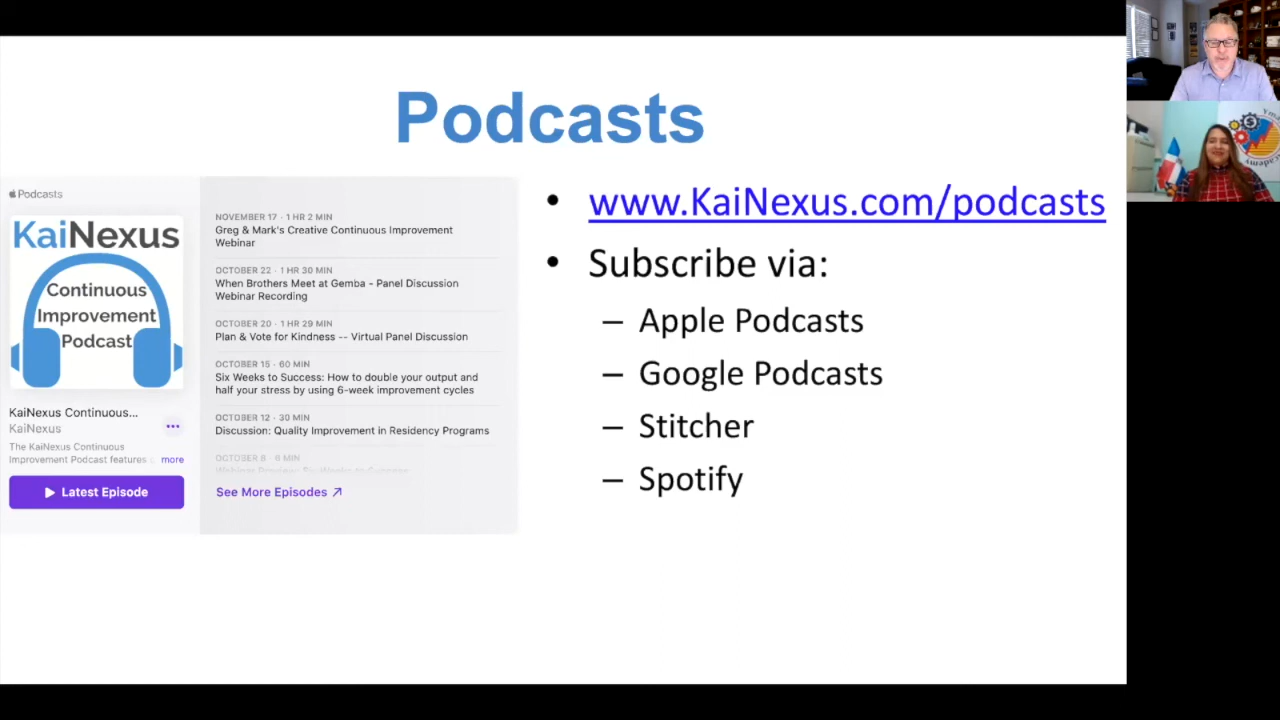 Podcasts
Podcasts
KaiNexus
Continuous
Improvement
Podcast
KaiNexus Continuous...
KaiNexus
The KaiNexus Continuous
Improvement Podcast features more
Latest Episode
NOVEMBER 17 · 1 HR 2 MIN
Greg & Mark's Creative Continuous Improvement
Webinar
OCTOBER 22 · 1 HR 30 MIN
When Brothers Meet at Gemba - Panel Discussion
Webinar Recording
OCTOBER 20 · 1 HR 29 MIN
Plan & Vote for Kindness -- Virtual Panel Discussion
OCTOBER 15 · 60 MIN
Six Weeks to Success: How to double your output and
half your stress by using 6-week improvement cycles
OCTOBER 12 · 30 MIN
Discussion: Quality Improvement in Residency Programs
See More Episodes ↗
• www.KaiNexus.com/podcasts
• Subscribe via:
– Apple Podcasts
– Google Podcasts
– Stitcher
– Spotify